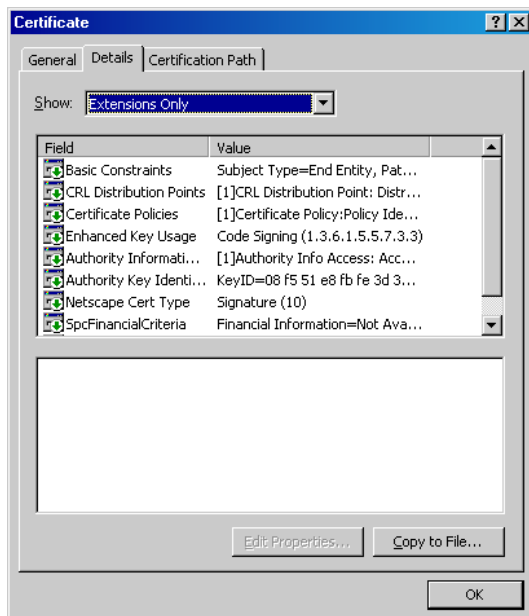 Certificate
General Details Certification Path
Show: Extensions Only
Field Value
Basic Constraints Subject Type=End Entity, Pat...
CRL Distribution Points [1]CRL Distribution Point: Distr...
Certificate Policies [1]Certificate Policy:Policy Ide...
Enhanced Key Usage Code Signing (1.3.6.1.5.5.7.3.3)
Authority Informati... [1]Authority Info Access: Acc...
Authority Key Identi... KeyID=08 f5 51 e8 fb fe 3d 3...
Netscape Cert Type Signature (10)
SpcFinancialCriteria Financial Information=Not Ava...
Edit Properties... Copy to File...
OK